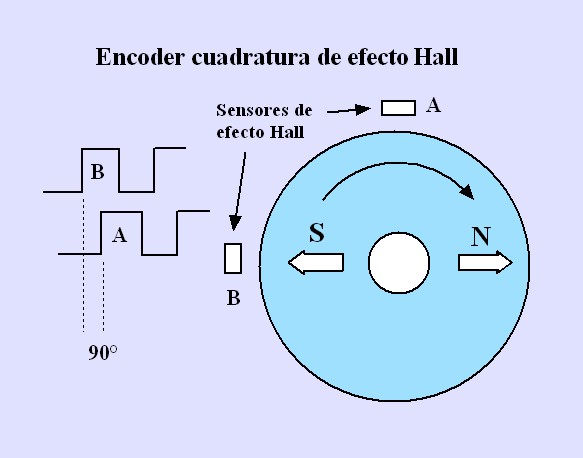 Encoder cuadratura de efecto Hall
Sensores de
efecto Hall
A
B
A
S
N
B
90°